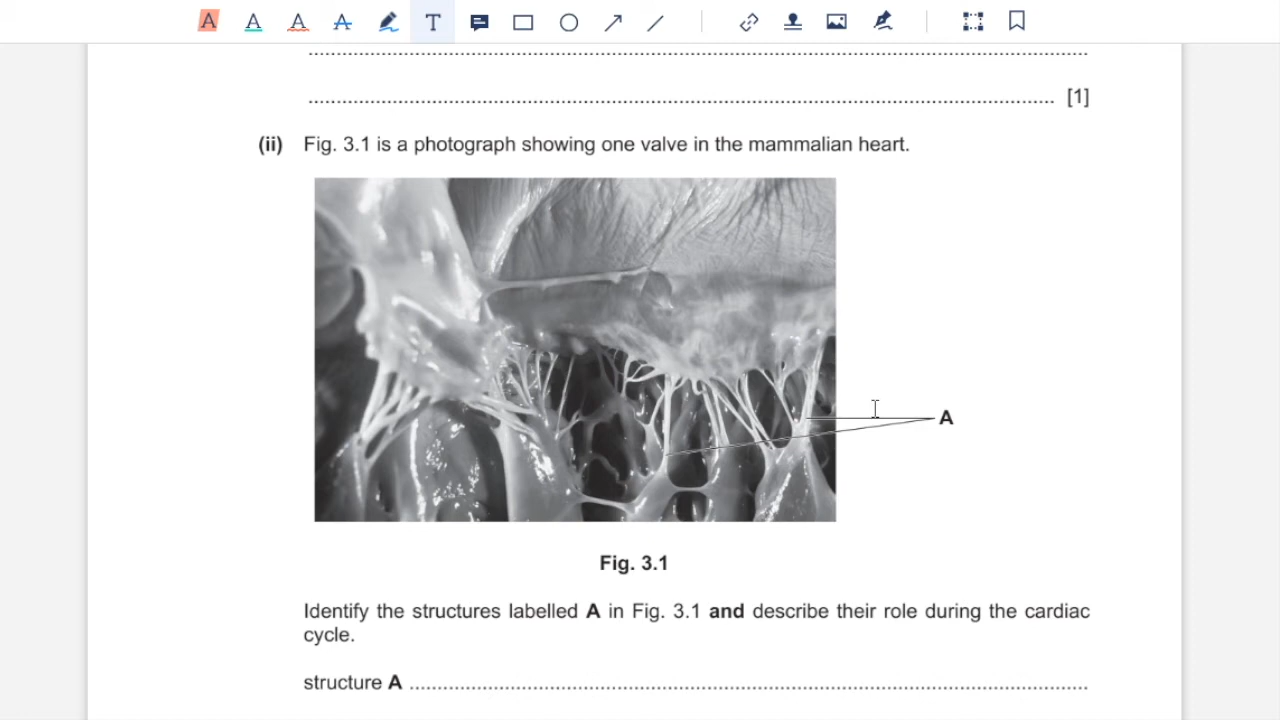 [1]
(ii) Fig. 3.1 is a photograph showing one valve in the mammalian heart.
A
Fig. 3.1
Identify the structures labelled A in Fig. 3.1 and describe their role during the cardiac
cycle.
structure A